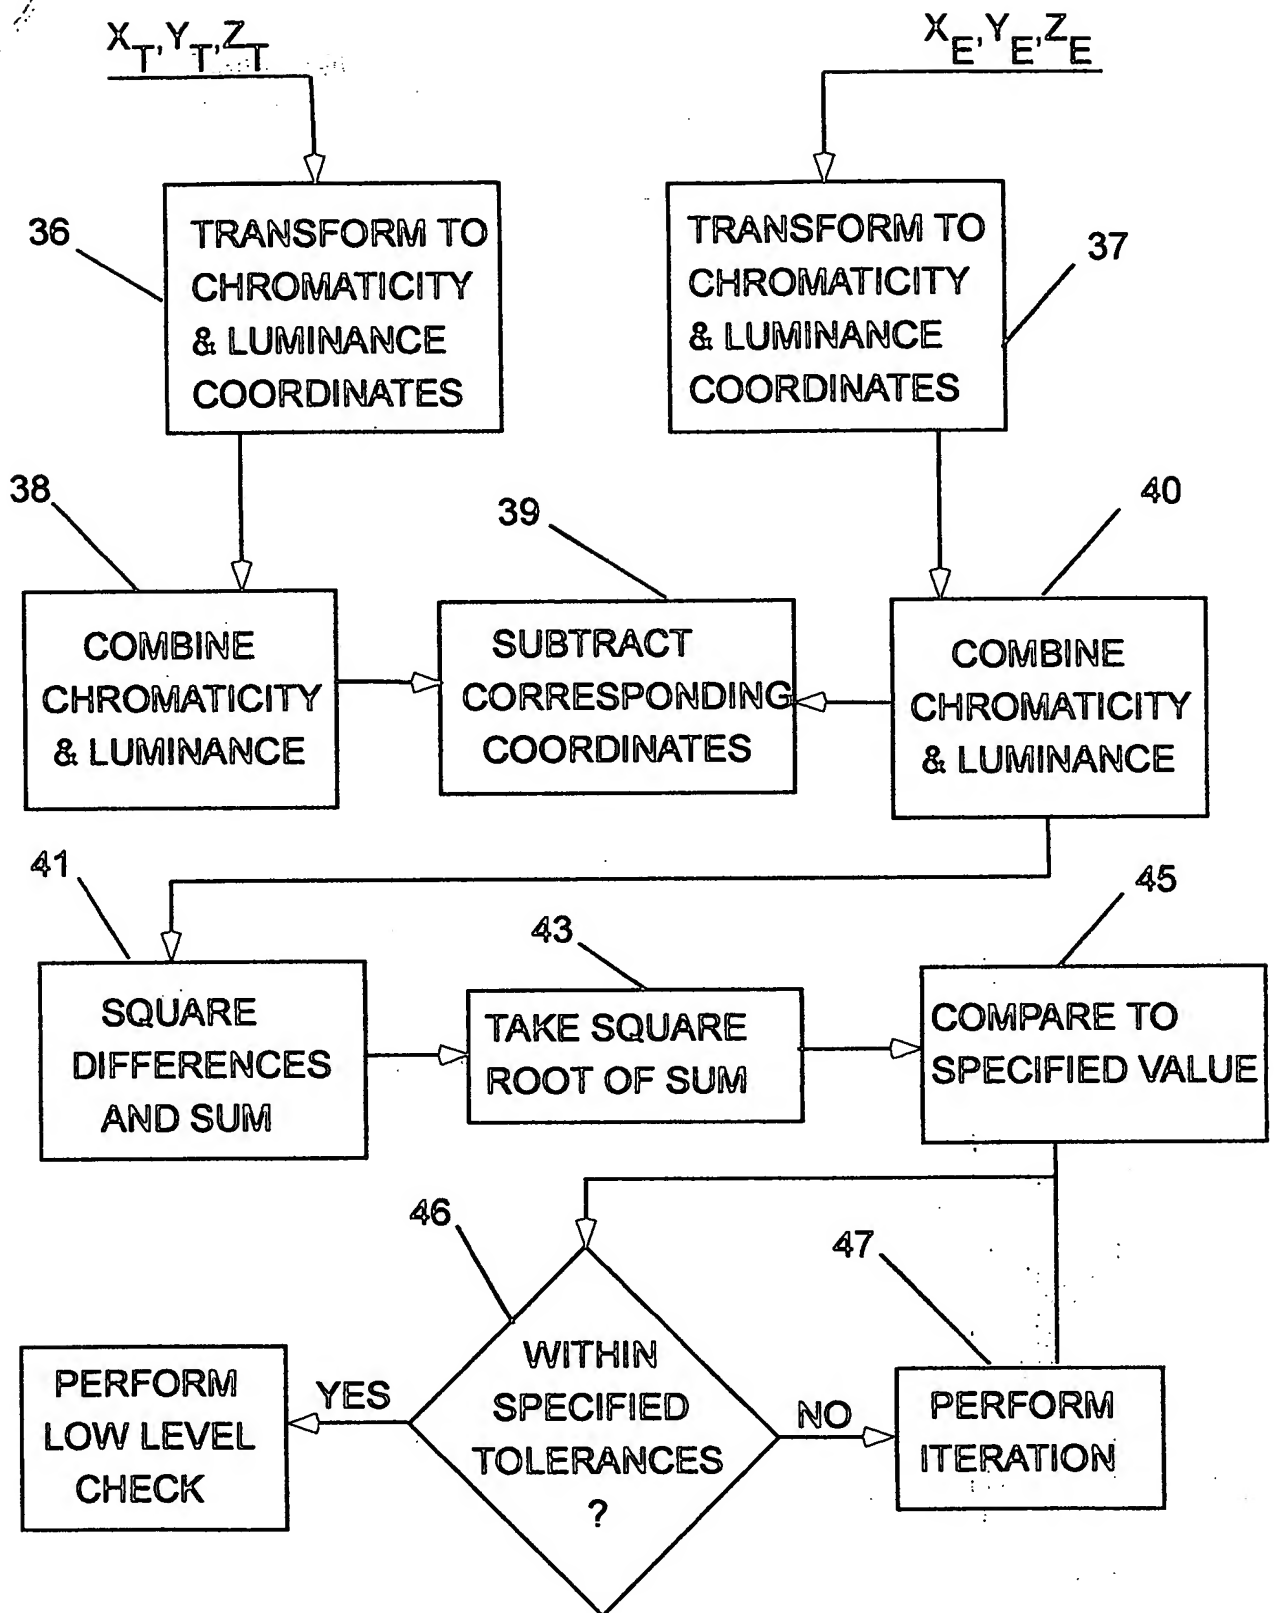 X_T, Y_T, Z_T
X_E, Y_E, Z_E
36
TRANSFORM TO
CHROMATICITY
& LUMINANCE
COORDINATES
TRANSFORM TO
CHROMATICITY
& LUMINANCE
COORDINATES
37
38
COMBINE
CHROMATICITY
& LUMINANCE
39
SUBTRACT
CORRESPONDING
COORDINATES
40
COMBINE
CHROMATICITY
& LUMINANCE
41
SQUARE
DIFFERENCES
AND SUM
43
TAKE SQUARE
ROOT OF SUM
45
COMPARE TO
SPECIFIED VALUE
46
WITHIN
SPECIFIED
TOLERANCES
?
YES
NO
PERFORM
LOW LEVEL
CHECK
47
PERFORM
ITERATION